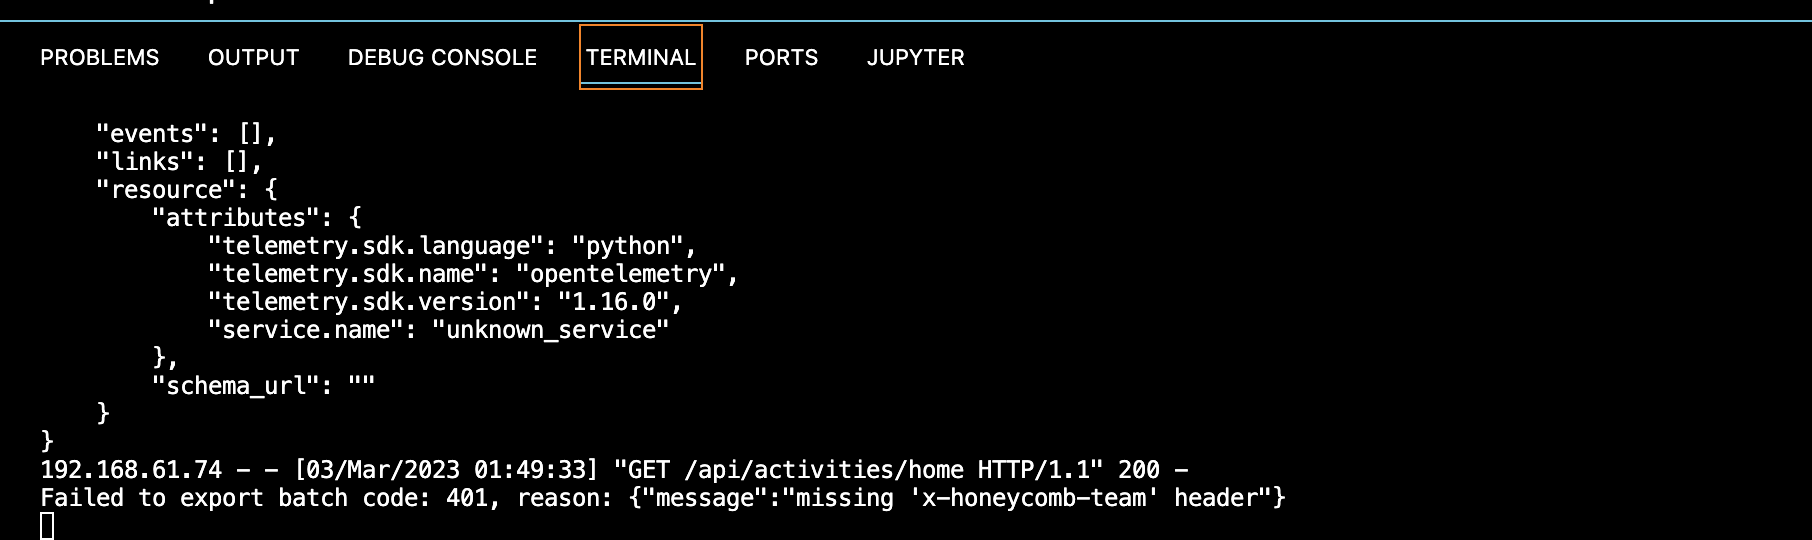 PROBLEMS OUTPUT DEBUG CONSOLE TERMINAL PORTS JUPYTER
"events": [],
"links": [],
"resource": {
"attributes": {
"telemetry.sdk.language": "python",
"telemetry.sdk.name": "opentelemetry",
"telemetry.sdk.version": "1.16.0",
"service.name": "unknown_service"
},
"schema_url": ""
}
}
192.168.61.74 - - [03/Mar/2023 01:49:33] "GET /api/activities/home HTTP/1.1" 200 -
Failed to export batch code: 401, reason: {"message":"missing 'x-honeycomb-team' header"}